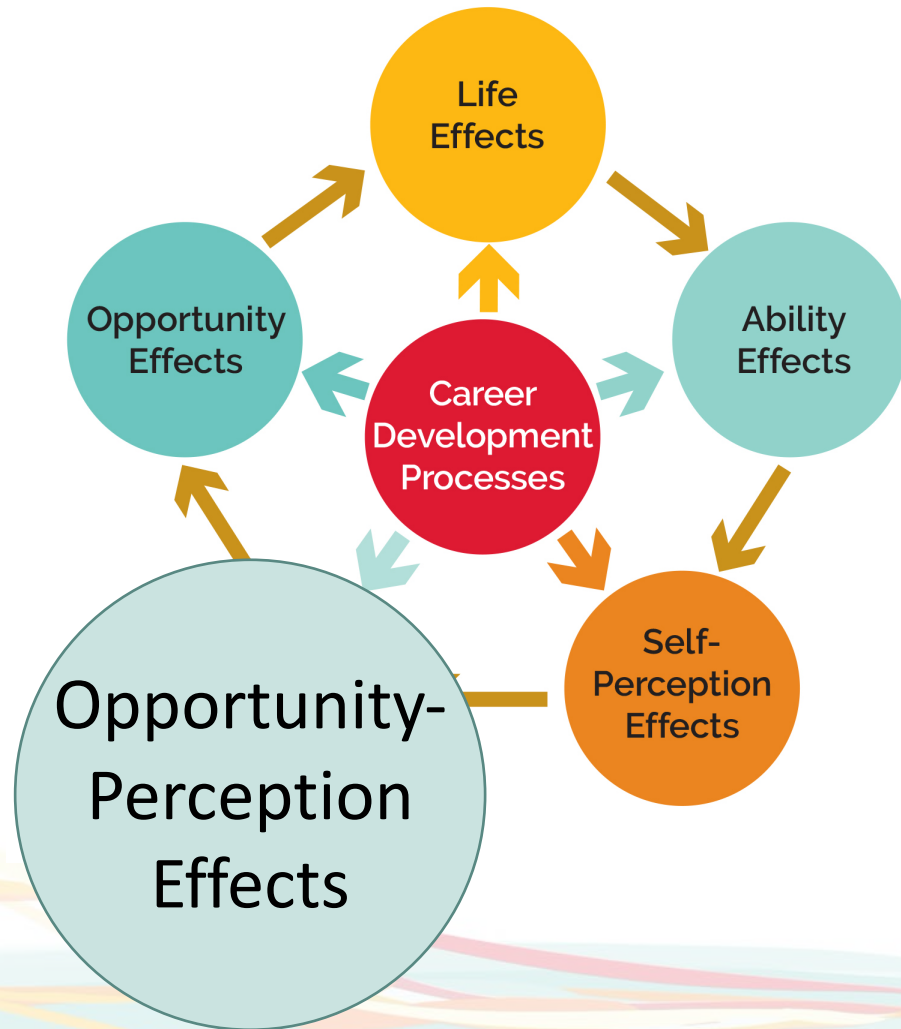 Life
Effects
Opportunity
Effects
Ability
Effects
Career
Development
Processes
Self-
Perception
Effects
Opportunity-
Perception
Effects